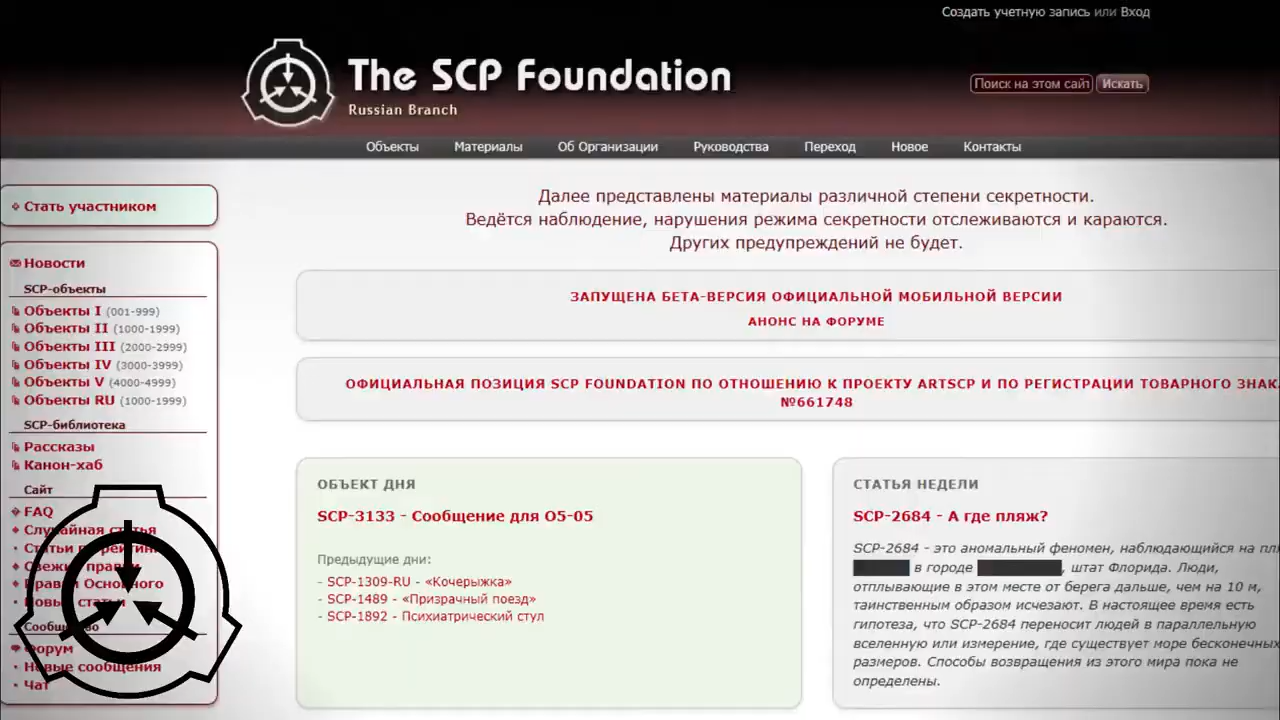 Создать учетную запись или Вход
The SCP Foundation
Russian Branch
Поиск на этом сайт
Искать
Объекты
Материалы
Об Организации
Руководства
Переход
Новое
Контакты
Стать участником
Новости
SCP-объекты
Объекты I (001-999)
Объекты II (1000-1999)
Объекты III (2000-2999)
Объекты IV (3000-3999)
Объекты V (4000-4999)
Объекты RU (1000-1999)
SCP-библиотека
Рассказы
Канон-хаб
Сайт
FAQ
Случайная статья
Статьи
Свежие правки
Правки Основного
Новые статьи
Форум
Новые сообщения
Чат
Далее представлены материалы различной степени секретности.
Ведётся наблюдение, нарушения режима секретности отслеживаются и караются.
Других предупреждений не будет.
ЗАПУЩЕНА БЕТА-ВЕРСИЯ ОФИЦИАЛЬНОЙ МОБИЛЬНОЙ ВЕРСИИ
АНОНС НА ФОРУМЕ
ОФИЦИАЛЬНАЯ ПОЗИЦИЯ SCP FOUNDATION ПО ОТНОШЕНИЮ К ПРОЕКТУ ARTSCP И ПО РЕГИСТРАЦИИ ТОВАРНОГО ЗНАК
№661748
ОБЪЕКТ ДНЯ
SCP-3133 - Сообщение для О5-05
Предыдущие дни:
- SCP-1309-RU - «Кочерыжка»
- SCP-1489 - «Призрачный поезд»
- SCP-1892 - Психиатрический стул
СТАТЬЯ НЕДЕЛИ
SCP-2684 - А где пляж?
SCP-2684 - это аномальный феномен, наблюдающийся на пл
в городе , штат Флорида. Люди,
отплывающие в этом месте от берега дальше, чем на 10 м,
таинственным образом исчезают. В настоящее время есть
гипотеза, что SCP-2684 переносит людей в параллельную
вселенную или измерение, где существует море бесконечных
размеров. Способы возвращения из этого мира пока не
определены.